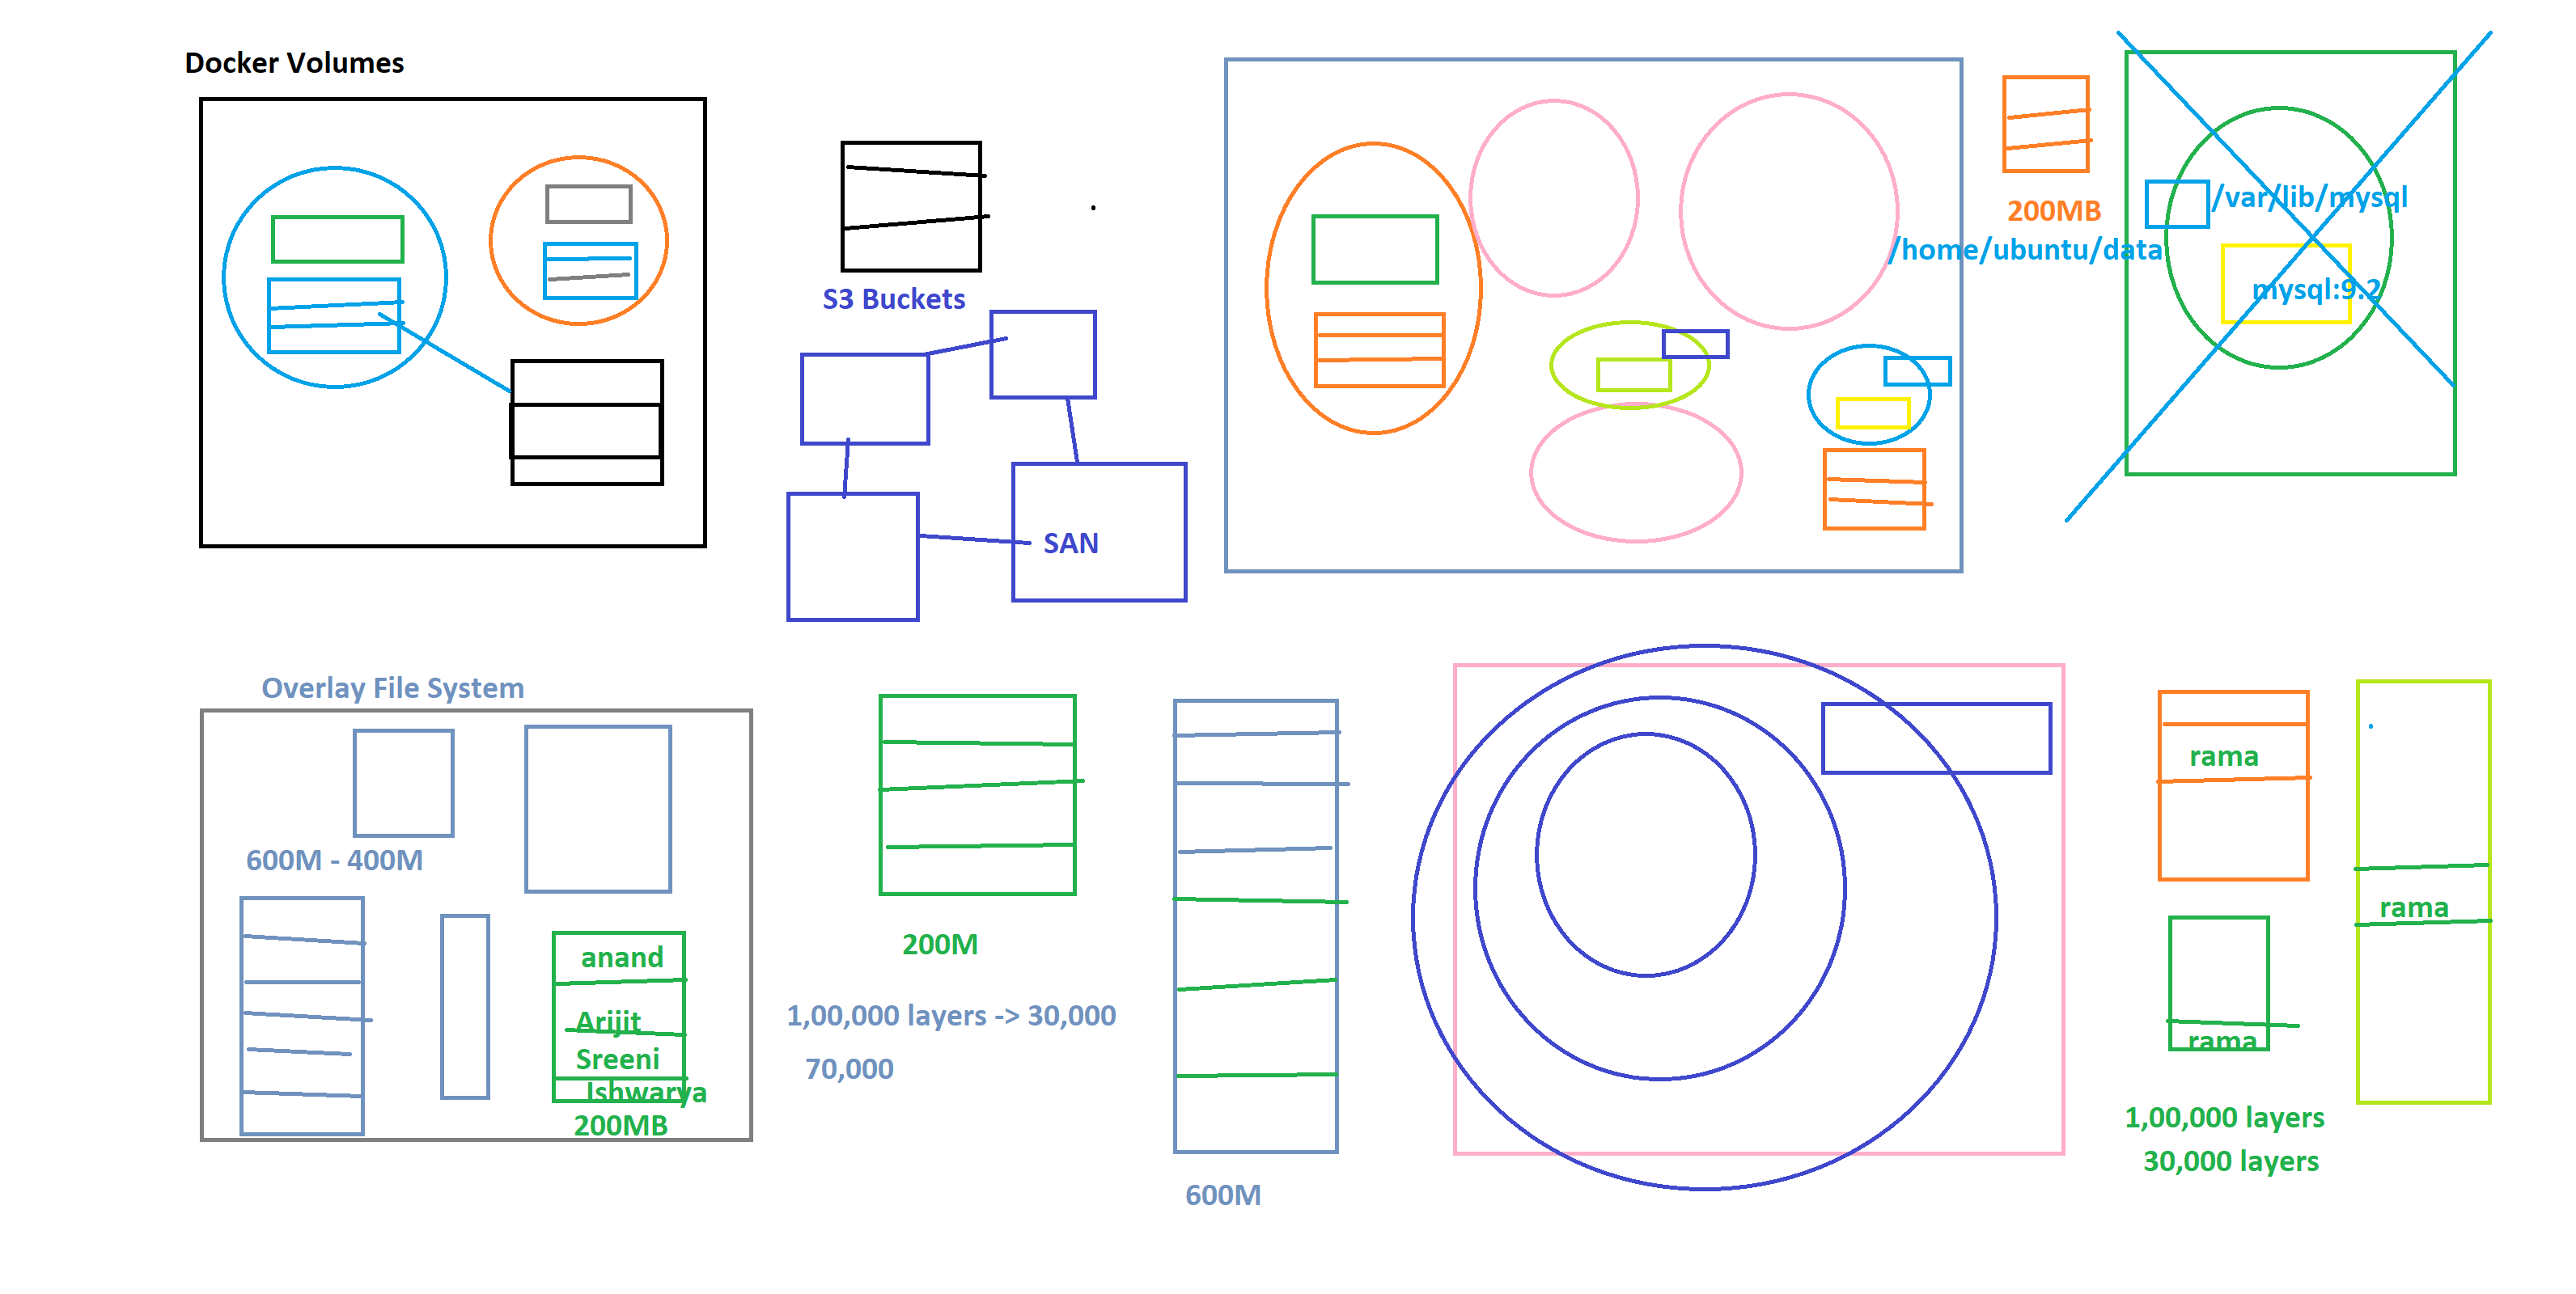 Docker Volumes
S3 Buckets
SAN
200MB
/var/lib/mysql
/home/ubuntu/data
mysql:9.2
Overlay File System
600M - 400M
anand
Arijit
Sreeni
Ishwarya
200MB
200M
1,00,000 layers -> 30,000
70,000
600M
rama
rama
rama
1,00,000 layers
30,000 layers